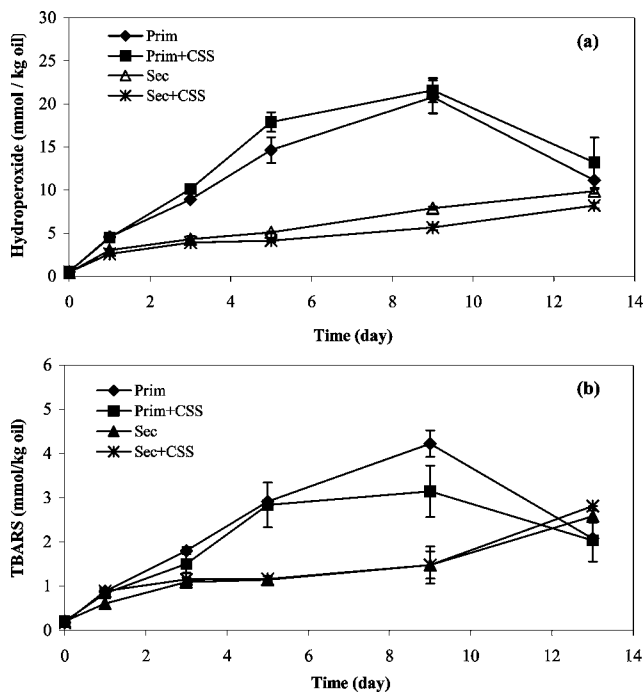 30
25
20
15
10
5
0
Hydroperoxide (mmol / kg oil)
(a)
Prim
Prim+CSS
Sec
Sec+CSS
0 2 4 6 8 10 12 14
Time (day)
6
5
4
3
2
1
0
TBARS (mmol/kg oil)
(b)
Prim
Prim+CSS
Sec
Sec+CSS
0 2 4 6 8 10 12 14
Time (day)